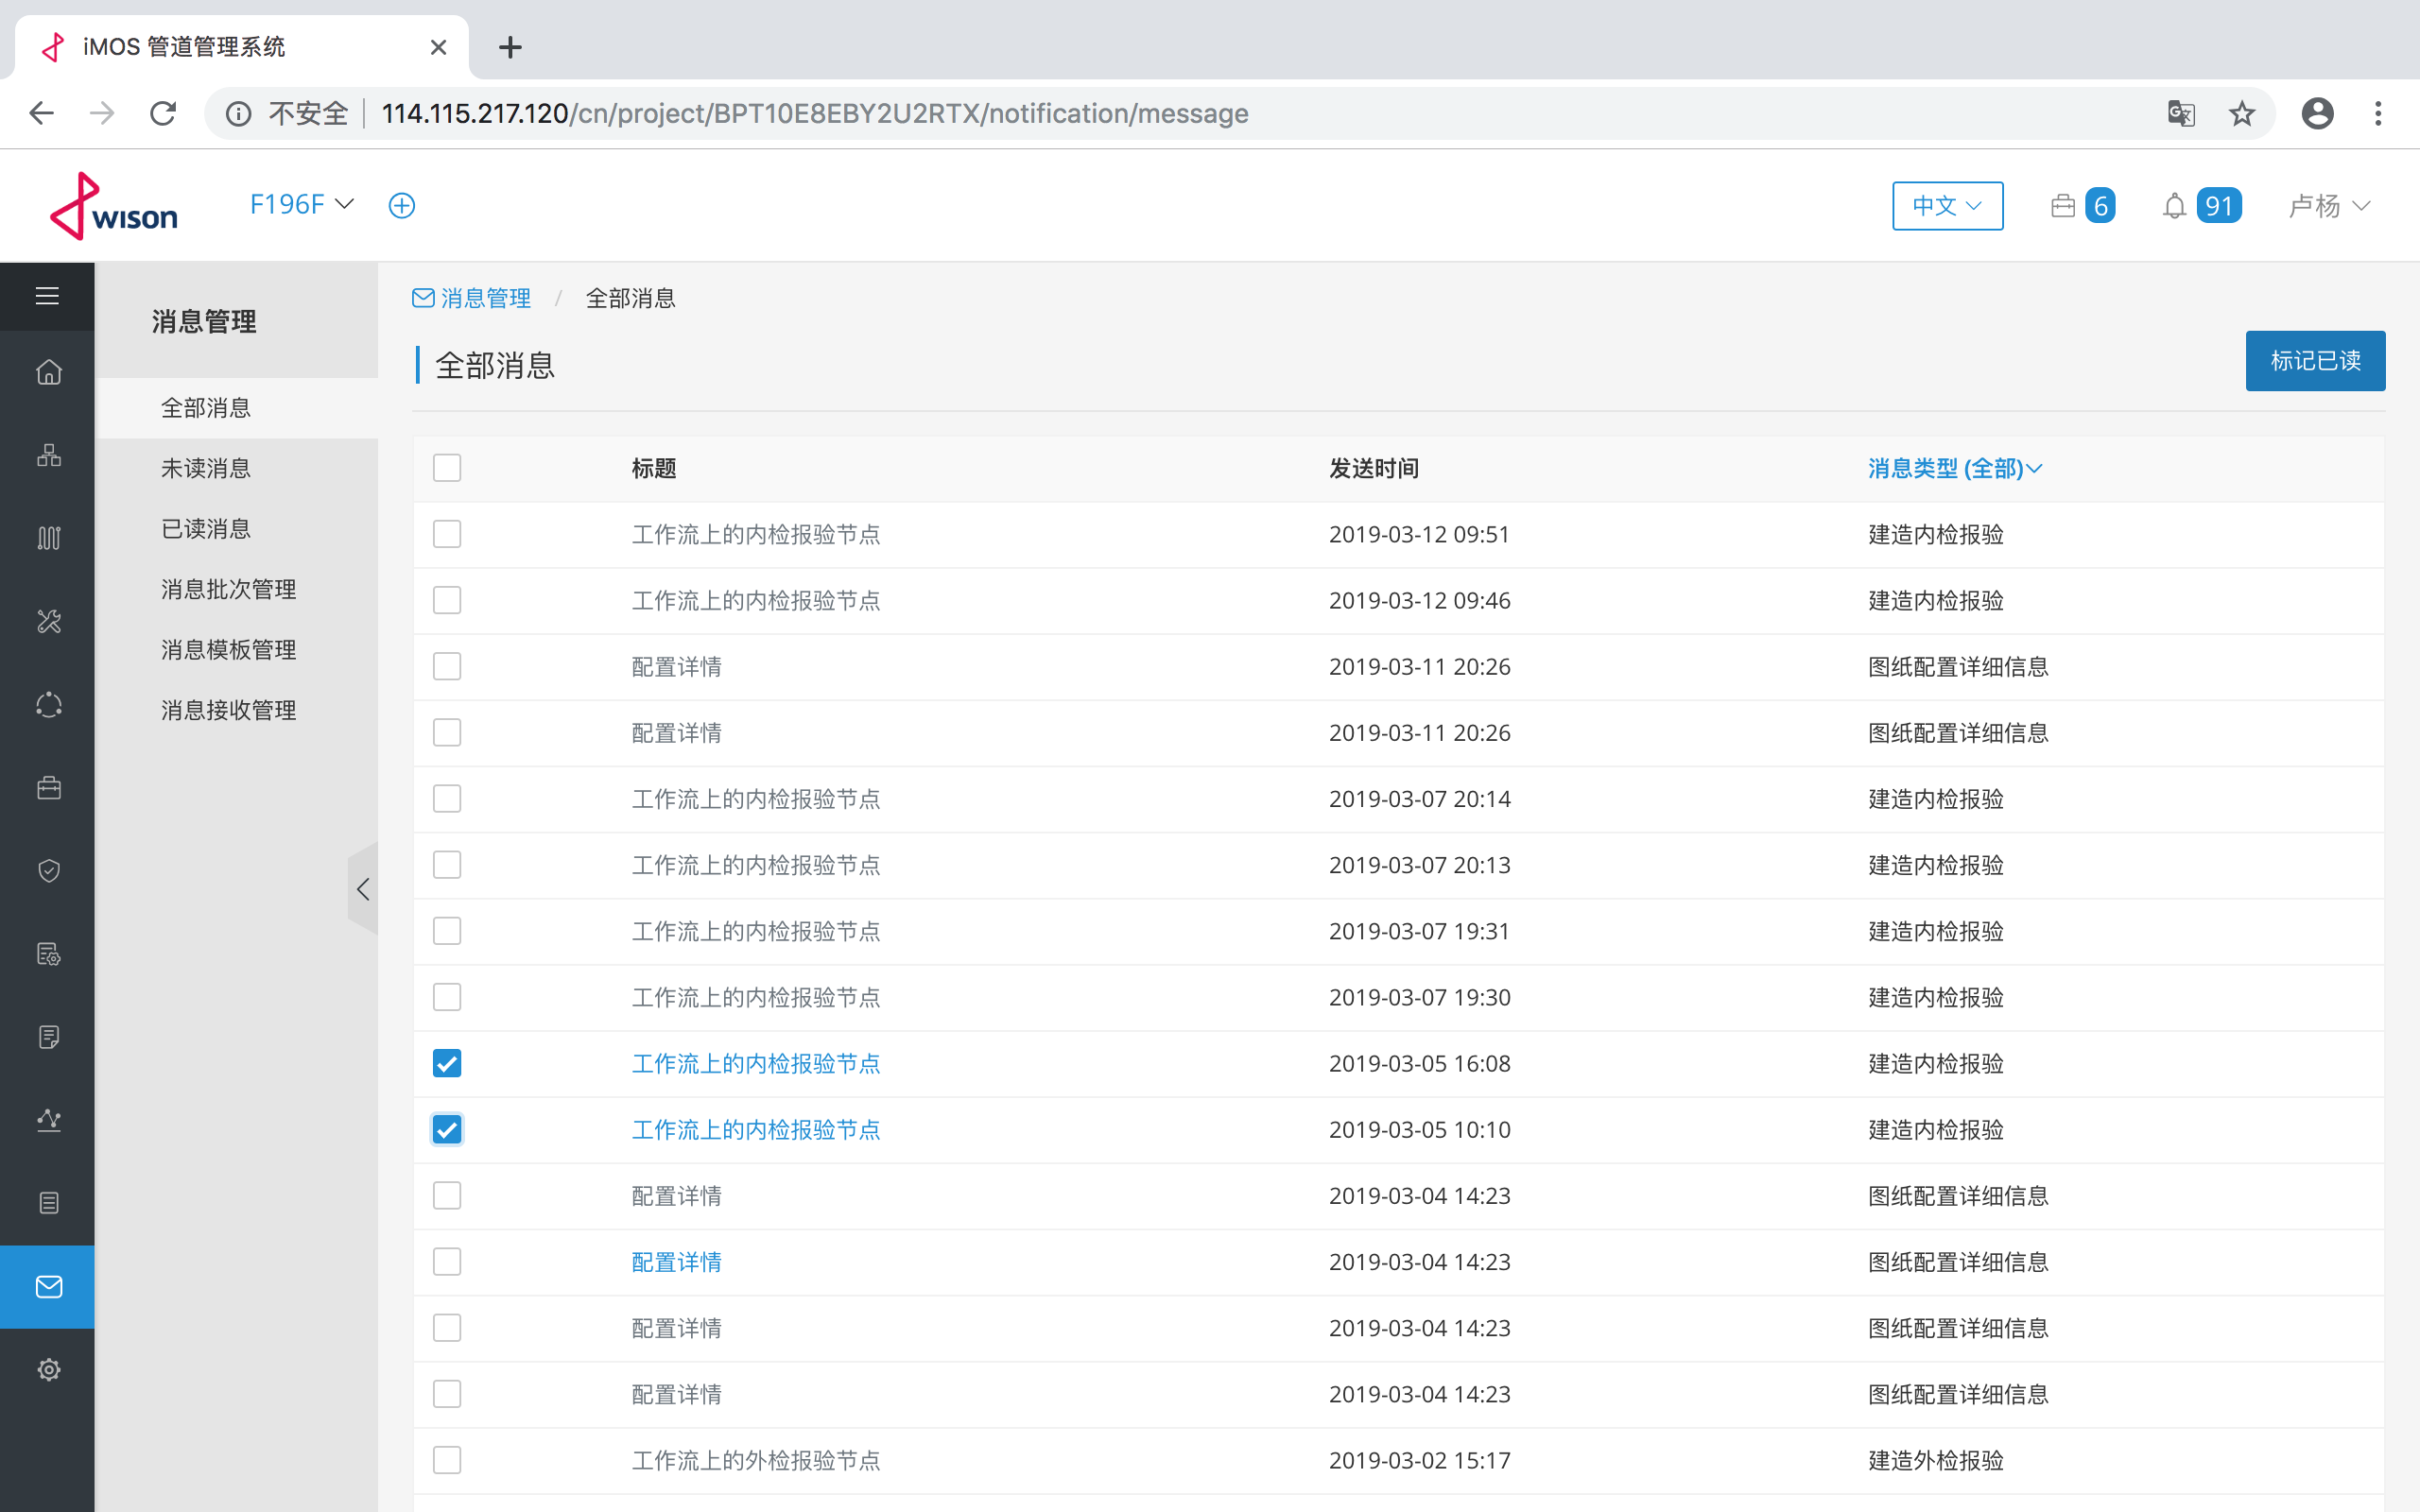 iMOS 管道管理系统
不安全 114.115.217.120/cn/project/BPT10E8EBY2U2RTX/notification/message
wison F196F 中文 6 91 卢杨
消息管理
全部消息
未读消息
已读消息
消息批次管理
消息模板管理
消息接收管理
消息管理 / 全部消息
全部消息 标记已读
标题 发送时间 消息类型 (全部)
工作流上的内检报验节点 2019-03-12 09:51 建造内检报验
工作流上的内检报验节点 2019-03-12 09:46 建造内检报验
配置详情 2019-03-11 20:26 图纸配置详细信息
配置详情 2019-03-11 20:26 图纸配置详细信息
工作流上的内检报验节点 2019-03-07 20:14 建造内检报验
工作流上的内检报验节点 2019-03-07 20:13 建造内检报验
工作流上的内检报验节点 2019-03-07 19:31 建造内检报验
工作流上的内检报验节点 2019-03-07 19:30 建造内检报验
工作流上的内检报验节点 2019-03-05 16:08 建造内检报验
工作流上的内检报验节点 2019-03-05 10:10 建造内检报验
配置详情 2019-03-04 14:23 图纸配置详细信息
配置详情 2019-03-04 14:23 图纸配置详细信息
配置详情 2019-03-04 14:23 图纸配置详细信息
配置详情 2019-03-04 14:23 图纸配置详细信息
工作流上的外检报验节点 2019-03-02 15:17 建造外检报验